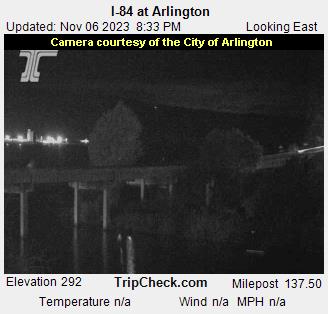 I-84 at Arlington
Updated: Nov 06 2023 8:33 PM Looking East
Camera courtesy of the City of Arlington
Elevation 292 TripCheck.com Milepost 137.50
Temperature n/a Wind n/a MPH n/a